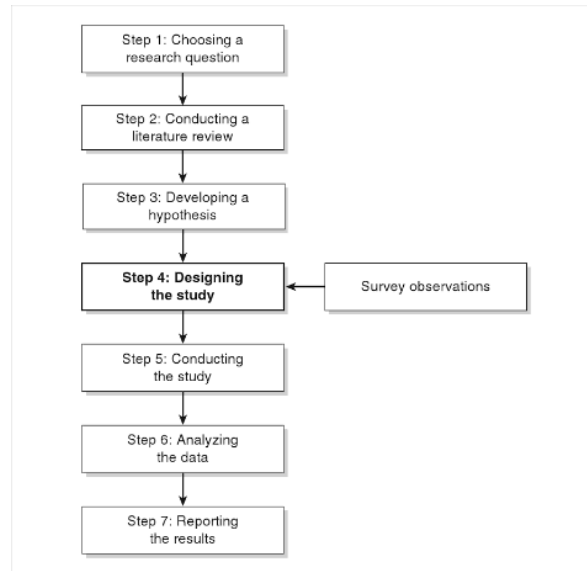 Step 1: Choosing a
research question
Step 2: Conducting a
literature review
Step 3: Developing a
hypothesis
Step 4: Designing
the study
Survey observations
Step 5: Conducting
the study
Step 6: Analyzing
the data
Step 7: Reporting
the results